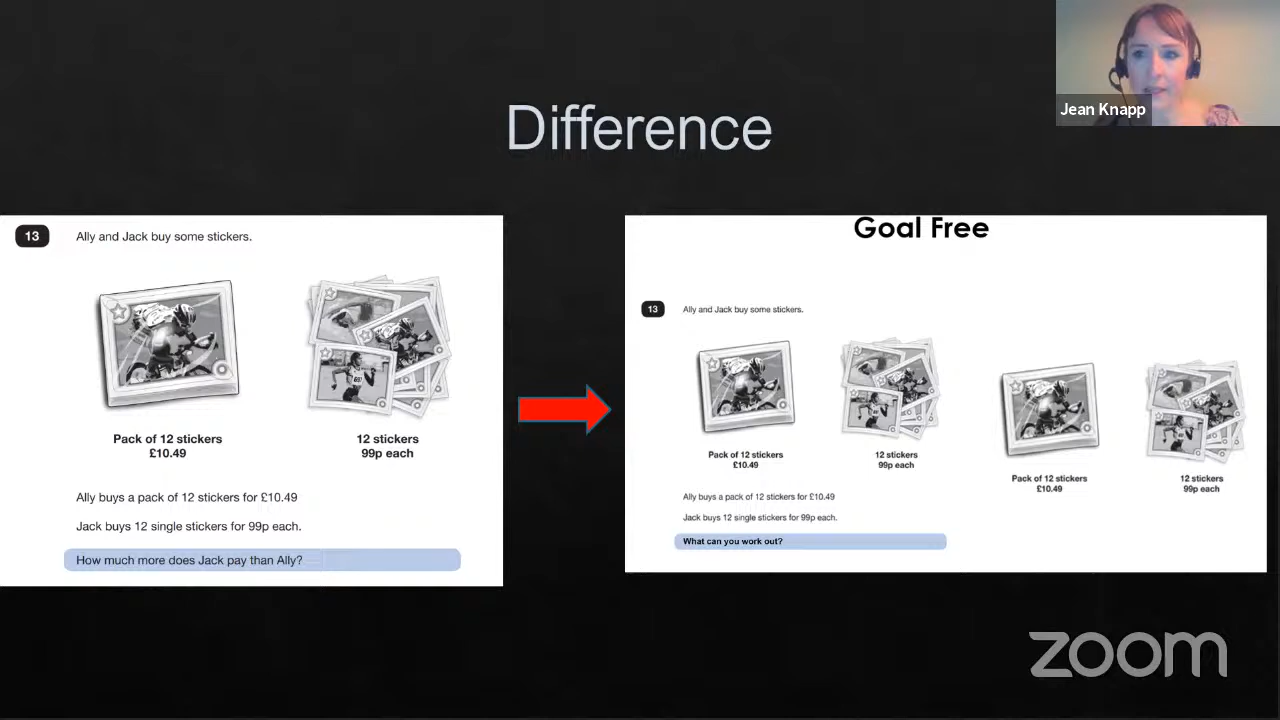 Jean Knapp
Difference
13
Ally and Jack buy some stickers.
Pack of 12 stickers
£10.49
12 stickers
99p each
Ally buys a pack of 12 stickers for £10.49
Jack buys 12 single stickers for 99p each.
How much more does Jack pay than Ally?
Goal Free
13
Ally and Jack buy some stickers.
Pack of 12 stickers
£10.49
12 stickers
99p each
Pack of 12 stickers
£10.49
12 stickers
99p each
Ally buys a pack of 12 stickers for £10.49
Jack buys 12 single stickers for 99p each.
What can you work out?
zoom